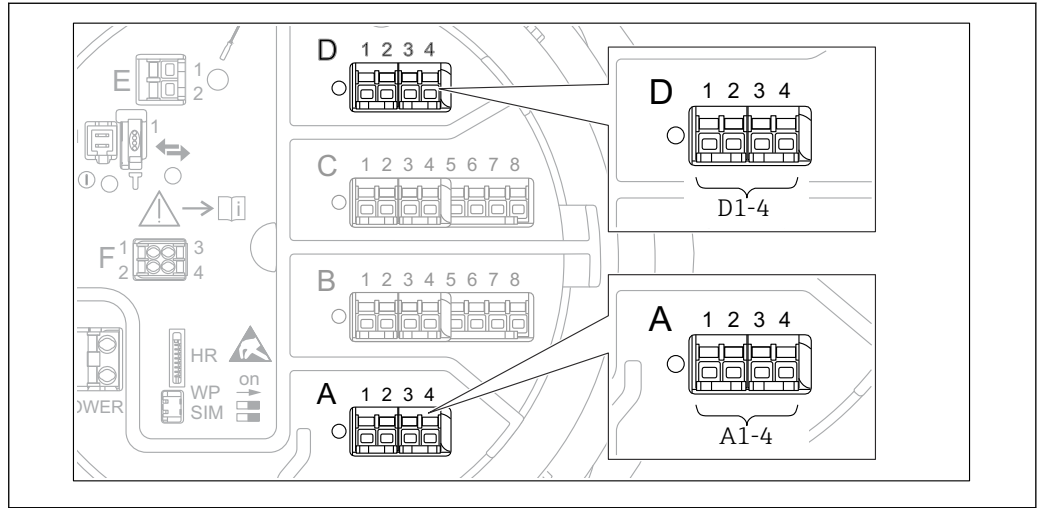 D 1 2 3 4
E 1
2
1
C 1 2 3 4 5 6 7 8
i
F 1 3
2 4
B 1 2 3 4 5 6 7 8
HR
WP on
SIM
OWER
A 1 2 3 4
D 1 2 3 4
D1-4
A 1 2 3 4
A1-4